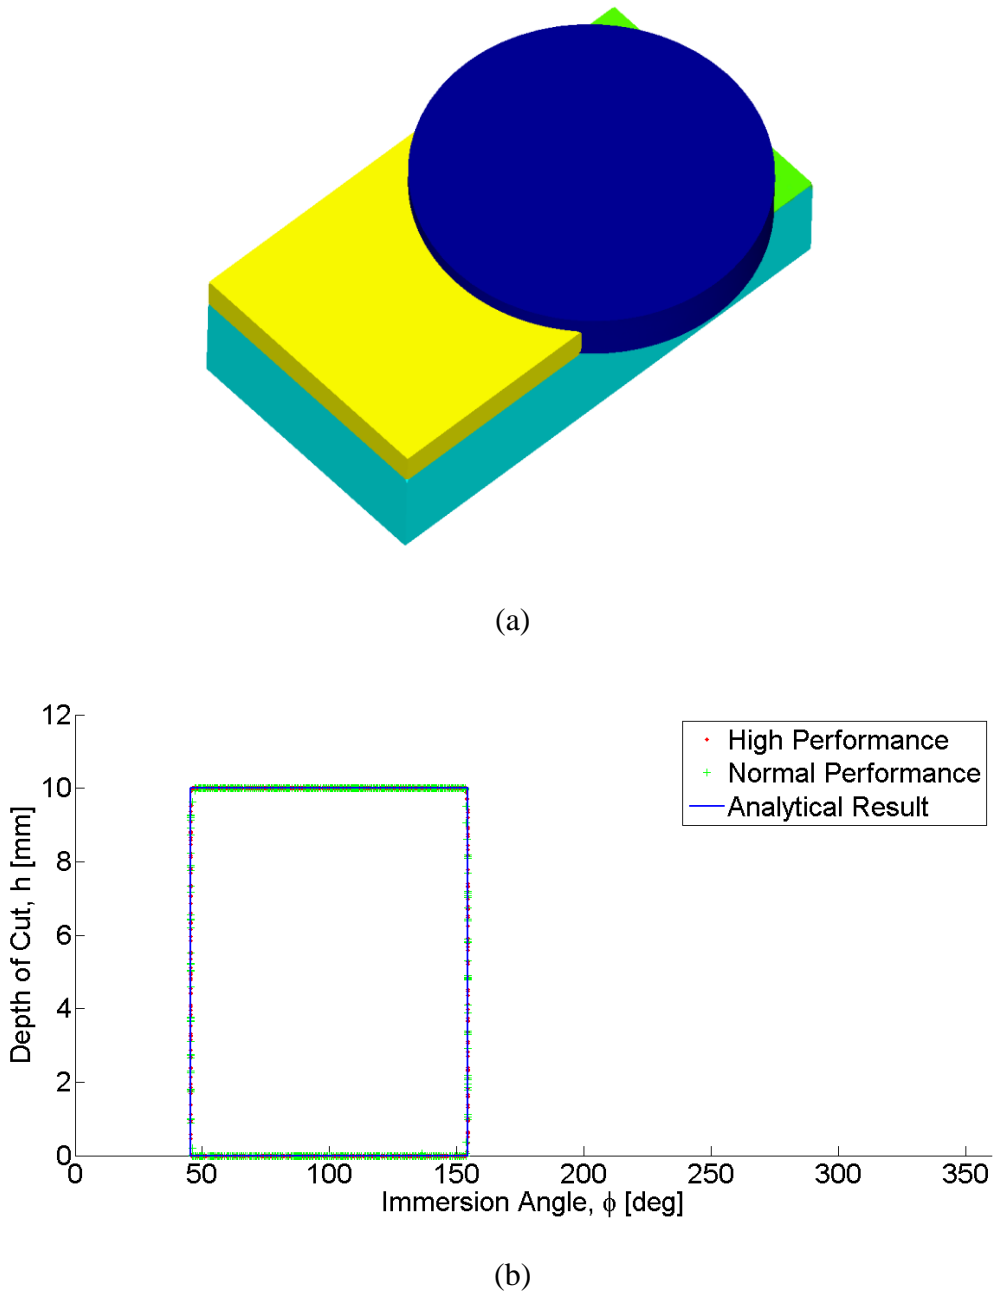 (a)
12
10
8
6
4
2
0
Depth of Cut, h [mm]
High Performance
Normal Performance
Analytical Result
0 50 100 150 200 250 300 350
Immersion Angle, ϕ [deg]
(b)